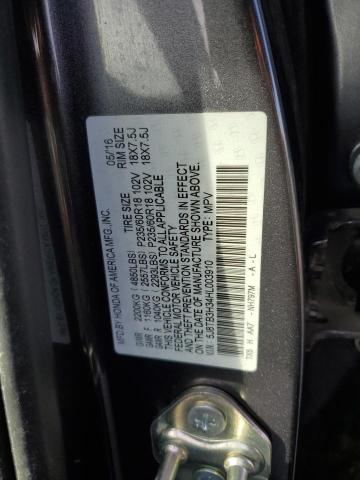 MFD BY HONDA OF AMERICA MFG.,INC. 05/16
TIRE SIZE RIM SIZE
GVWR 2200KG ( 4850LBS)
GAWR F 1160KG ( 2557LBS) P235/60R18 102V 18X7.5J
GAWR R 1040KG ( 2293LBS) P235/60R18 102V 18X7.5J
THIS VEHICLE CONFORMS TO ALL APPLICABLE
FEDERAL MOTOR VEHICLE SAFETY
AND THEFT PREVENTION STANDARDS IN EFFECT
ON THE DATE OF MANUFACTURE SHOWN ABOVE.
V.I.N. 5J8TB3H34HL003910 TYPE: MPV
TX5 H AA7 -NH797M - A - L